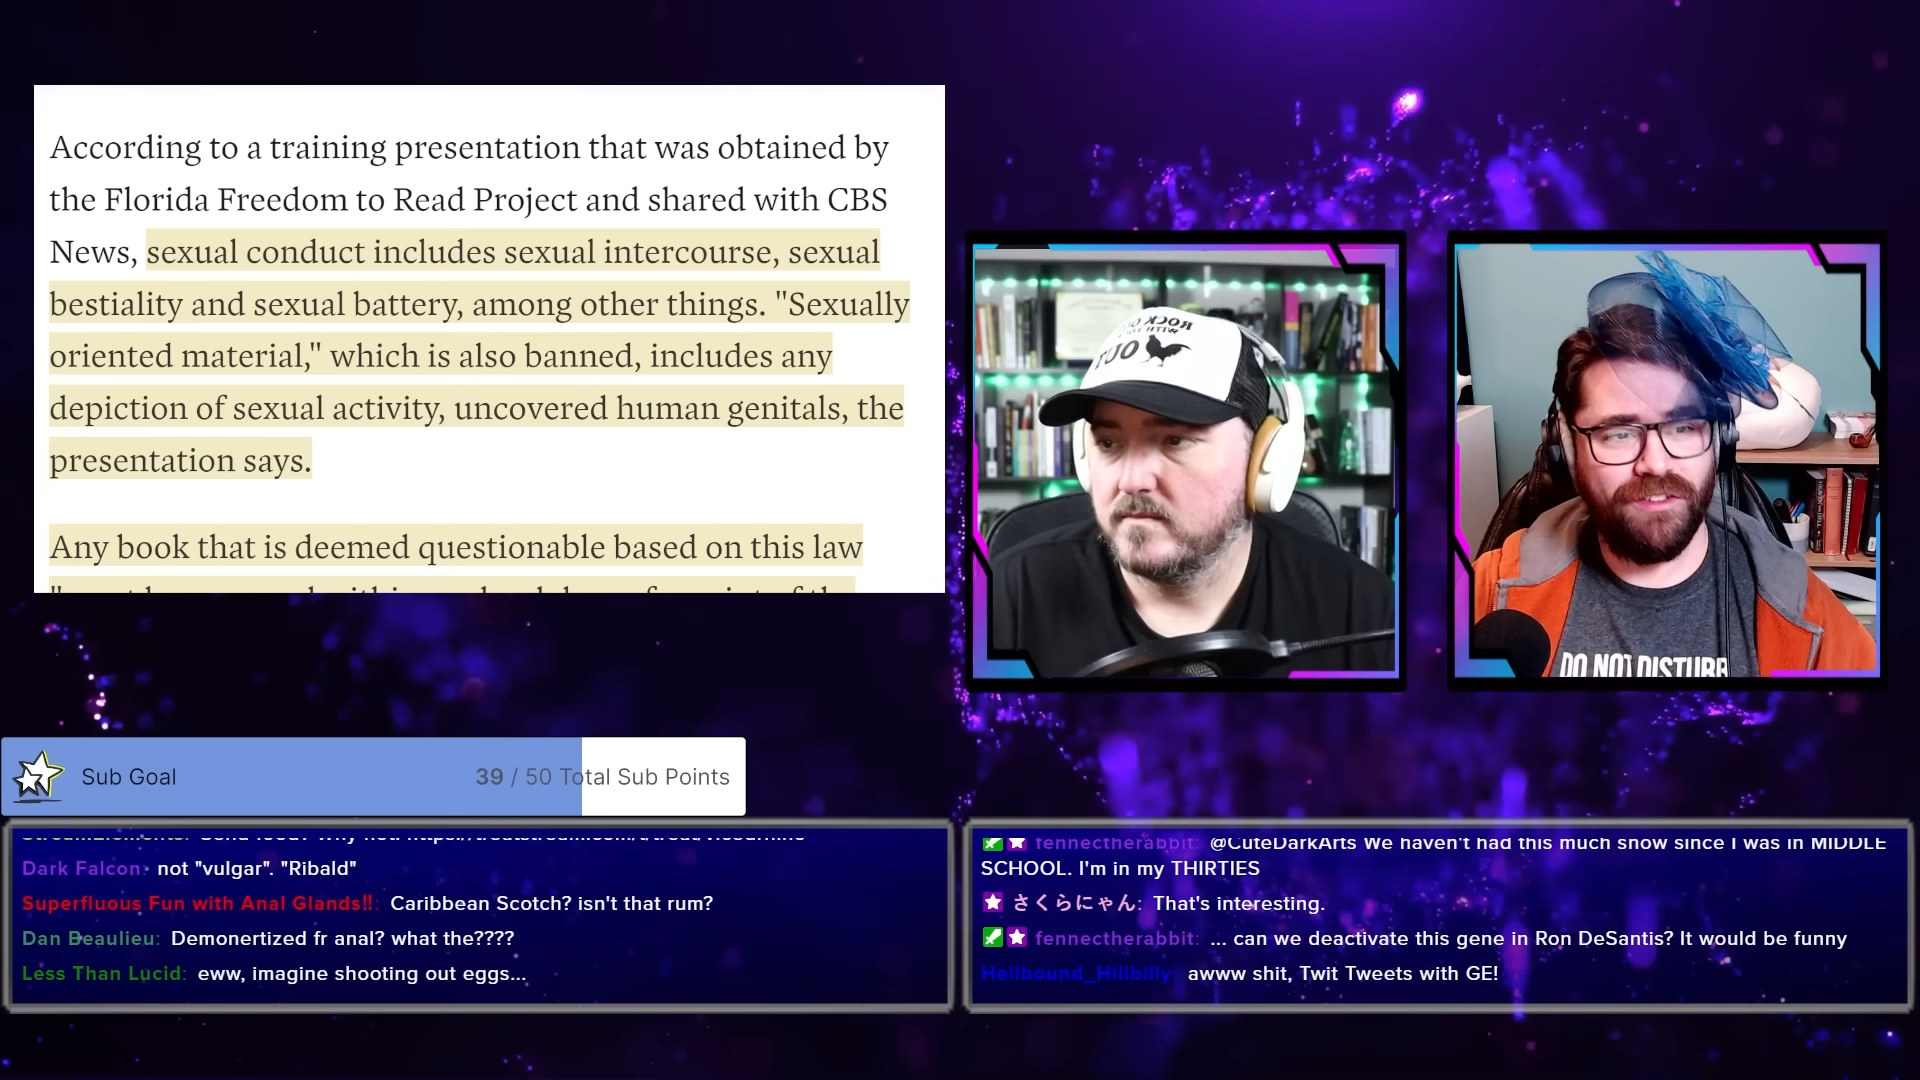 According to a training presentation that was obtained by
the Florida Freedom to Read Project and shared with CBS
News, sexual conduct includes sexual intercourse, sexual
bestiality and sexual battery, among other things. "Sexually
oriented material," which is also banned, includes any
depiction of sexual activity, uncovered human genitals, the
presentation says.
Any book that is deemed questionable based on this law
ROCK OUT
WITH YOUR
OUT
DO NOT DISTURB
Sub Goal
39 / 50 Total Sub Points
Dark Falcon: not "vulgar". "Ribald"
Superfluous Fun with Anal Glands!!: Caribbean Scotch? isn't that rum?
Dan Beaulieu: Demonertized fr anal? what the????
Less Than Lucid: eww, imagine shooting out eggs...
fennectherabbit: @CuteDarkArts We haven't had this much snow since I was in MIDDLE
SCHOOL. I'm in my THIRTIES
さくらにゃん: That's interesting.
fennectherabbit: ... can we deactivate this gene in Ron DeSantis? It would be funny
Hellbound_Hillbilly: awww shit, Twit Tweets with GE!